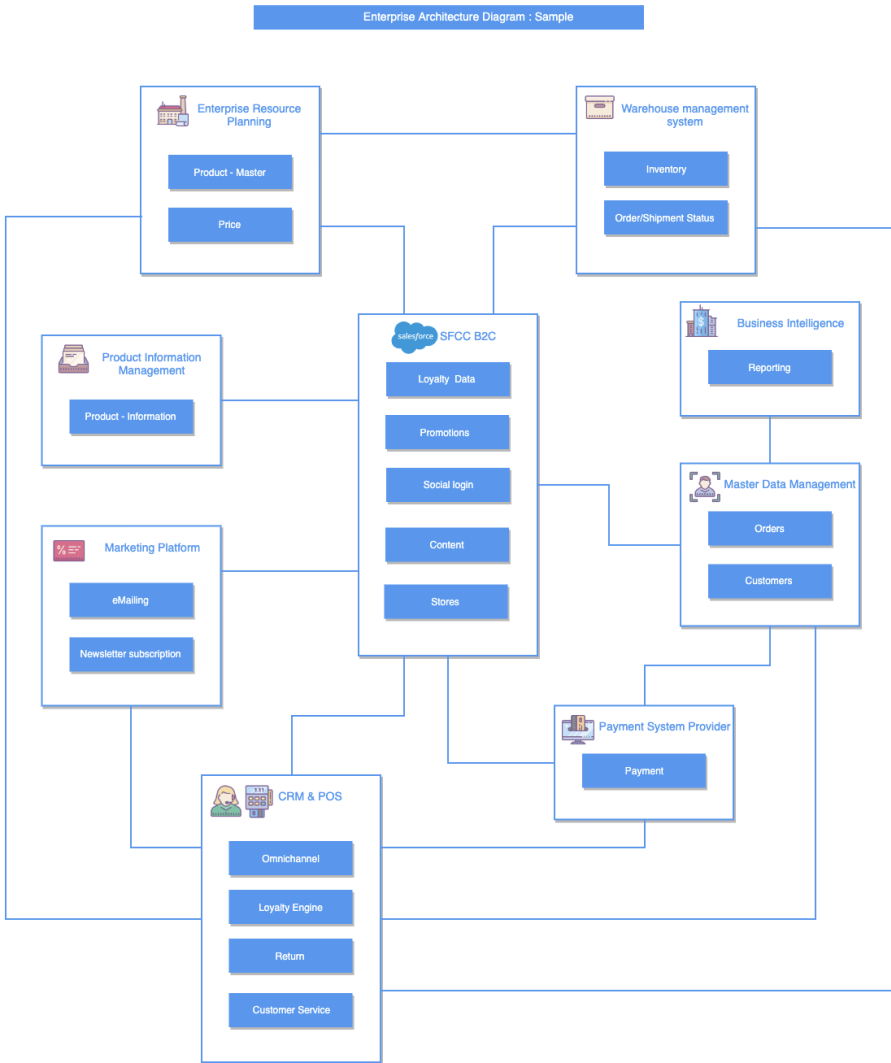 Enterprise Architecture Diagram : Sample
Enterprise Resource
Planning
Product - Master
Price
Warehouse management
system
Inventory
Order/Shipment Status
salesforce
SFCC B2C
Loyalty Data
Promotions
Social login
Content
Stores
Business Intelligence
Reporting
Product Information
Management
Product - Information
Master Data Management
Orders
Customers
Marketing Platform
eMailing
Newsletter subscription
Payment System Provider
Payment
CRM & POS
Omnichannel
Loyalty Engine
Return
Customer Service